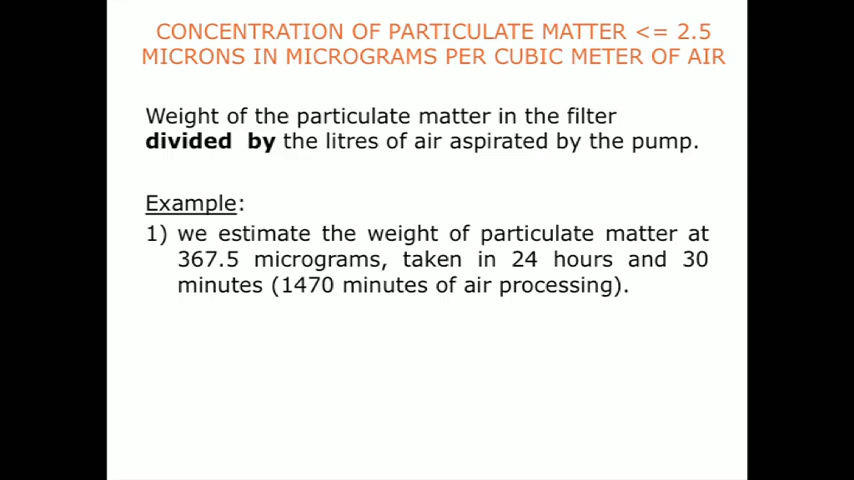 CONCENTRATION OF PARTICULATE MATTER <= 2.5
MICRONS IN MICROGRAMS PER CUBIC METER OF AIR
Weight of the particulate matter in the filter
divided by the litres of air aspirated by the pump.
Example:
1) we estimate the weight of particulate matter at
367.5 micrograms, taken in 24 hours and 30
minutes (1470 minutes of air processing).